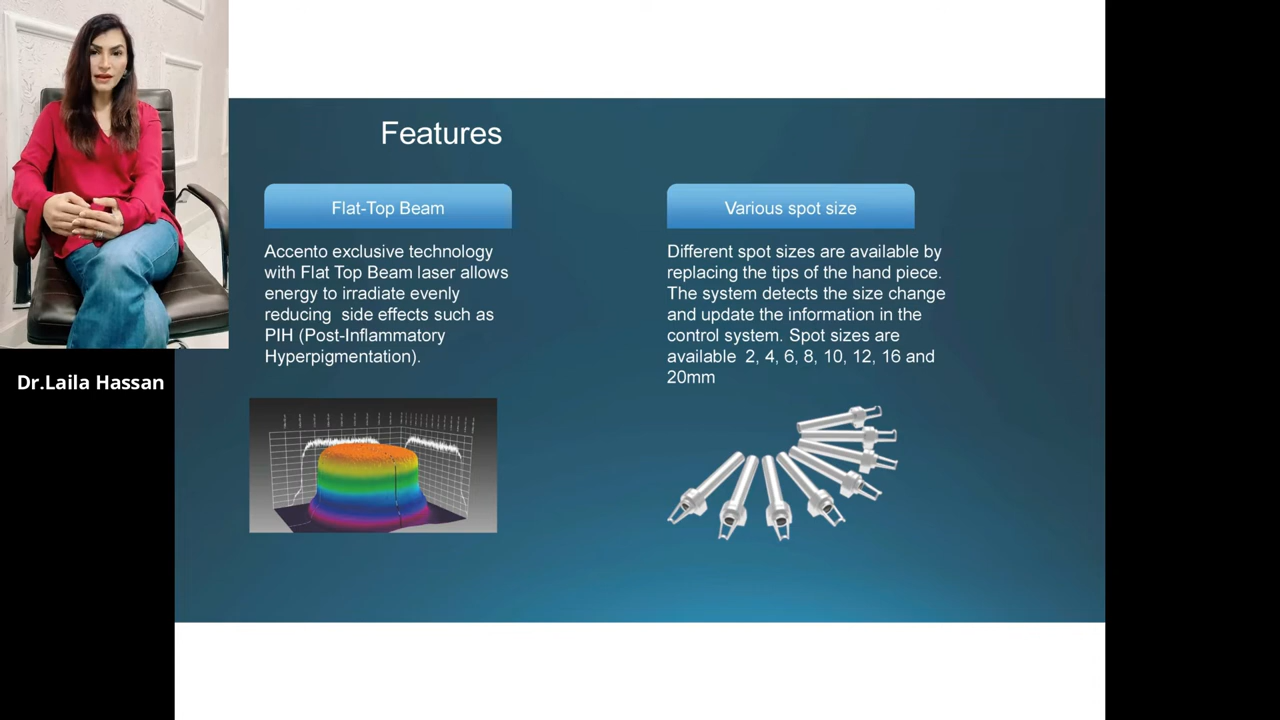 Features
Flat-Top Beam
Accento exclusive technology
with Flat Top Beam laser allows
energy to irradiate evenly
reducing side effects such as
PIH (Post-Inflammatory
Hyperpigmentation).
Various spot size
Different spot sizes are available by
replacing the tips of the hand piece.
The system detects the size change
and update the information in the
control system. Spot sizes are
available 2, 4, 6, 8, 10, 12, 16 and
20mm
Dr.Laila Hassan